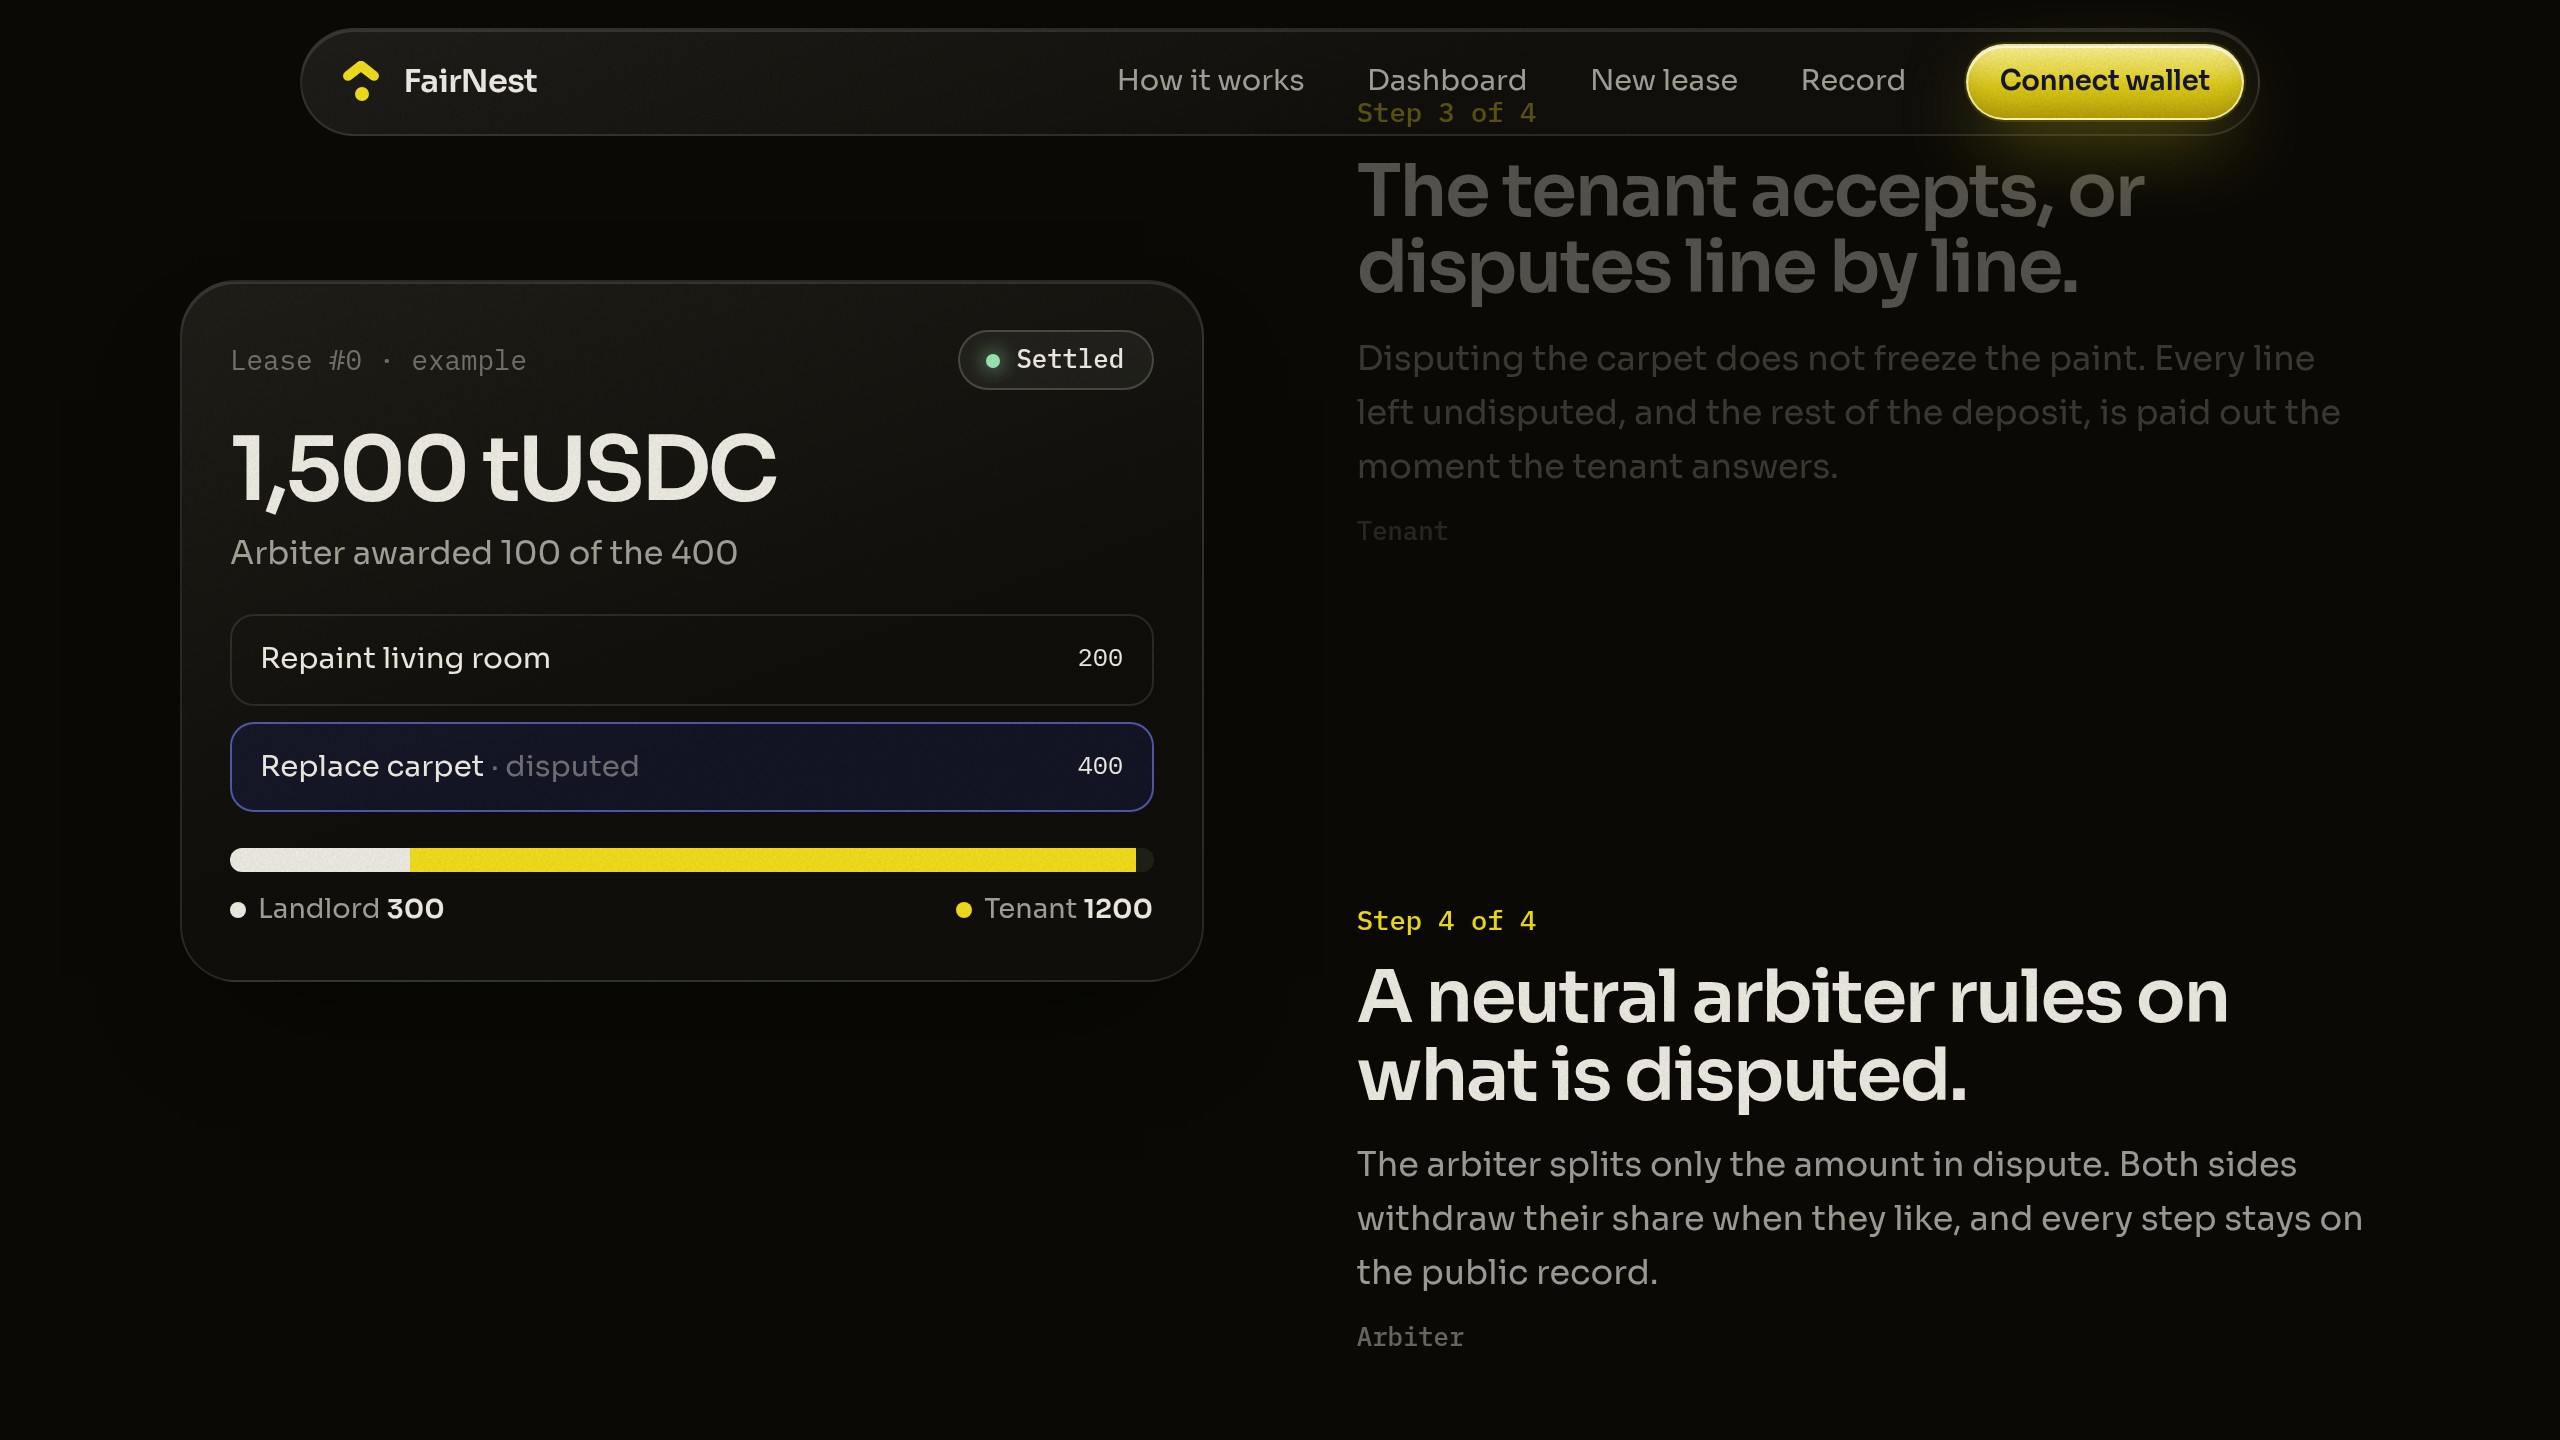 FairNest
How it works
Dashboard
New lease
Record
Connect wallet
Lease #0 · example
Settled
1,500 tUSDC
Arbiter awarded 100 of the 400
Repaint living room 200
Replace carpet · disputed 400
Landlord 300
Tenant 1200
Step 3 of 4
The tenant accepts, or
disputes line by line.
Disputing the carpet does not freeze the paint. Every line
left undisputed, and the rest of the deposit, is paid out the
moment the tenant answers.
Tenant
Step 4 of 4
A neutral arbiter rules on
what is disputed.
The arbiter splits only the amount in dispute. Both sides
withdraw their share when they like, and every step stays on
the public record.
Arbiter